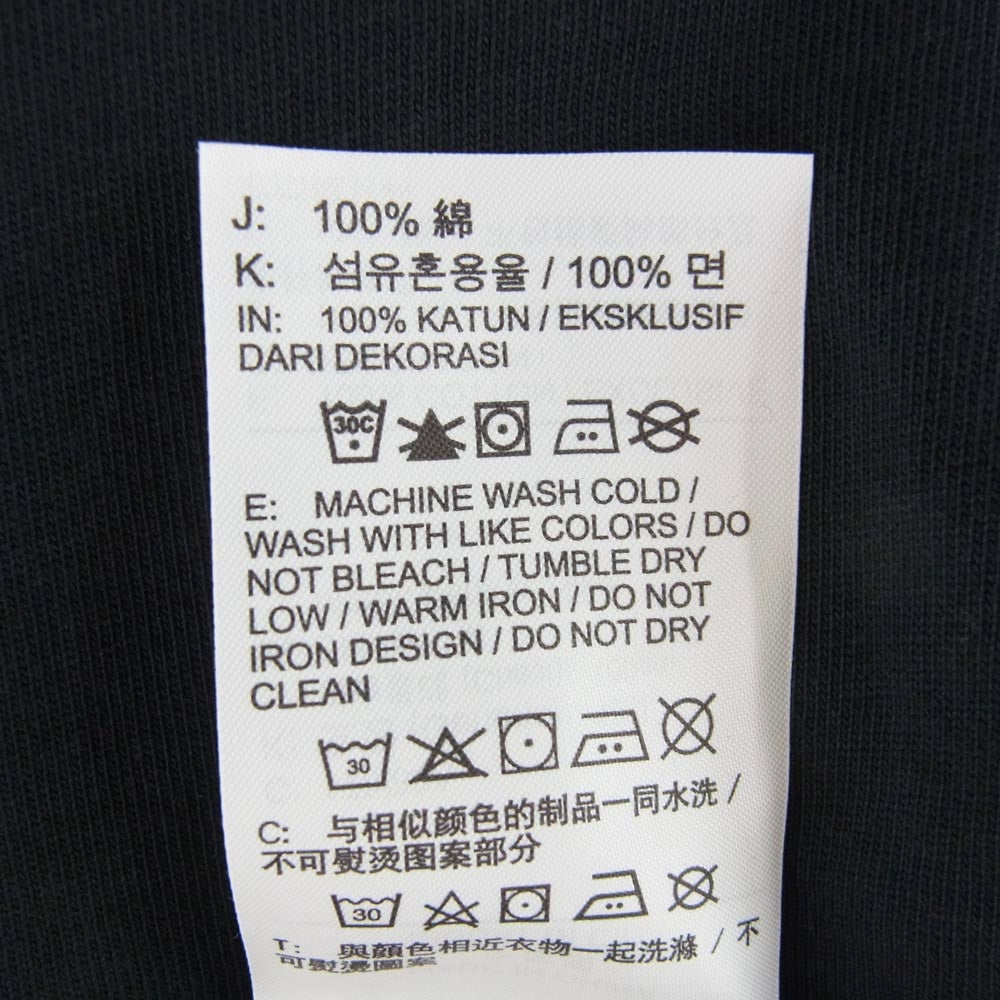 J: 100% 綿
K: 섬유혼용율 / 100% 면
IN: 100% KATUN / EKSKLUSIF
DARI DEKORASI
30C
E: MACHINE WASH COLD /
WASH WITH LIKE COLORS / DO
NOT BLEACH / TUMBLE DRY
LOW / WARM IRON / DO NOT
IRON DESIGN / DO NOT DRY
CLEAN
30
C: 与相似颜色的制品一同水洗 /
不可熨烫图案部分
30
T: 與顏色相近衣物一起洗滌 / 不
可熨燙圖案